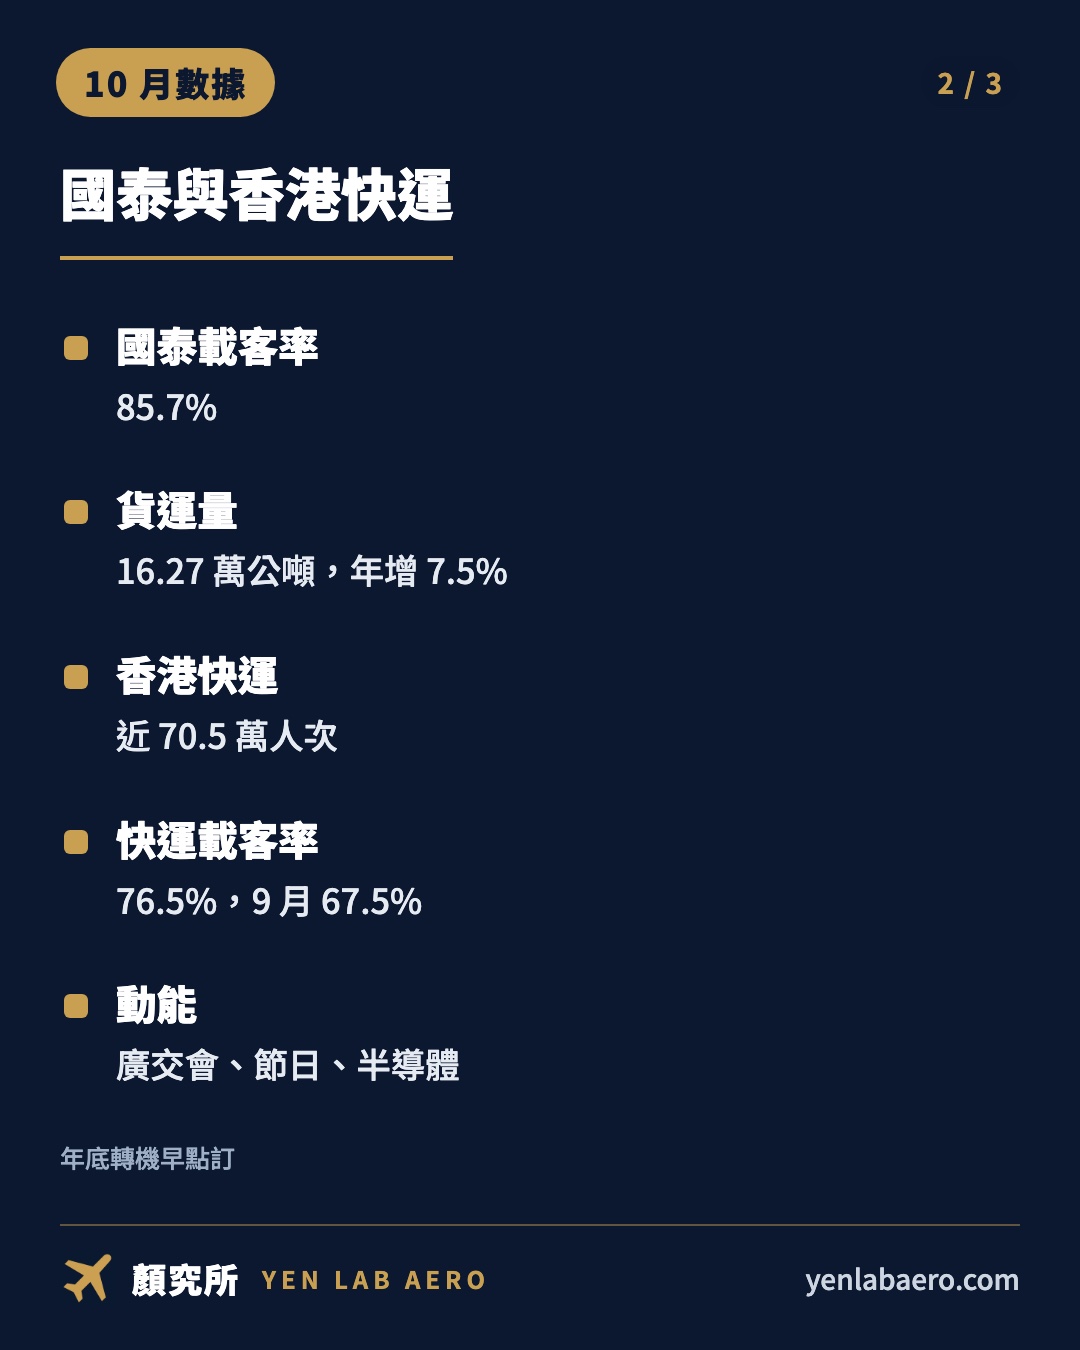 10 月數據
2 / 3
國泰與香港快運
國泰載客率
85.7%
貨運量
16.27 萬公噸，年增 7.5%
香港快運
近 70.5 萬人次
快運載客率
76.5%，9 月 67.5%
動能
廣交會、節日、半導體
年底轉機早點訂
顏究所 YEN LAB AERO
yenlabaero.com